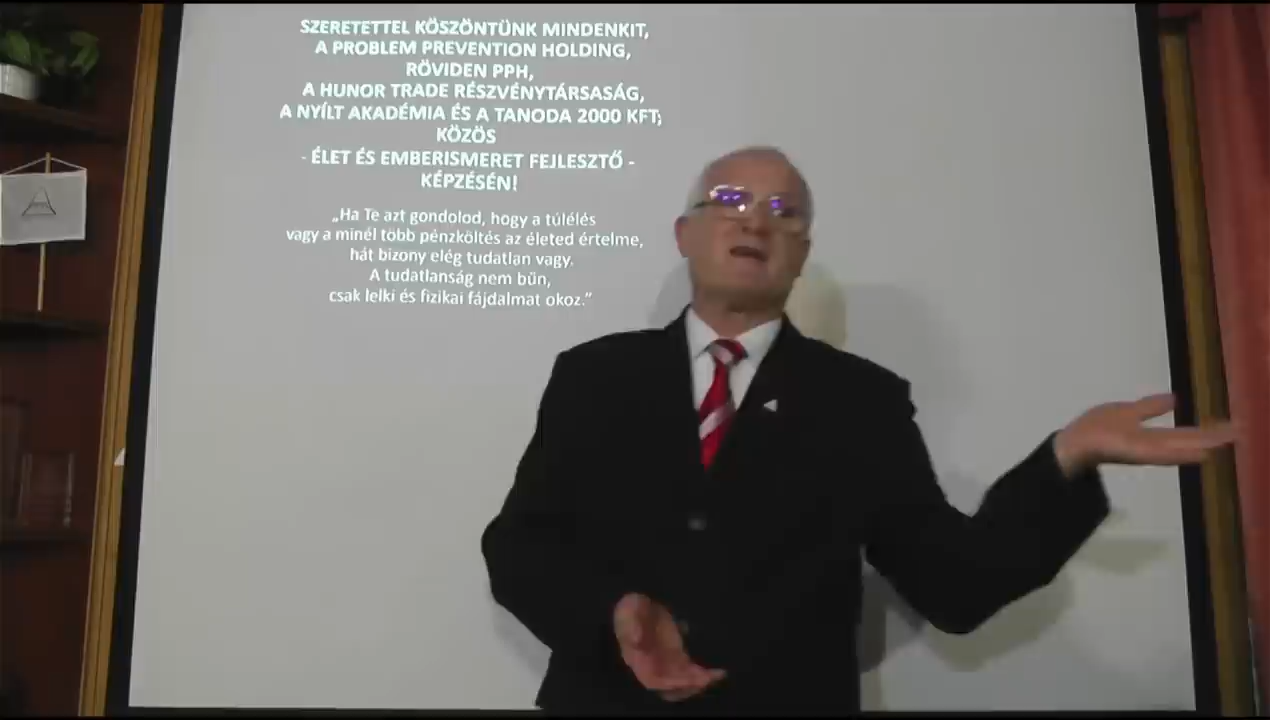 SZERETETTEL KÖSZÖNTÜNK MINDENKIT,
A PROBLEM PREVENTION HOLDING,
RÖVIDEN PPH,
A HUNOR TRADE RÉSZVÉNYTÁRSASÁG,
A NYÍLT AKADÉMIA ÉS A TANODA 2000 KFT;
KÖZÖS
- ÉLET ÉS EMBERISMERET FEJLESZTŐ -
KÉPZÉSÉN!
„Ha Te azt gondolod, hogy a túlélés
vagy a minél több pénzköltés az életed értelme,
hát bizony elég tudatlan vagy.
A tudatlanság nem bűn,
csak lelki és fizikai fájdalmat okoz.”